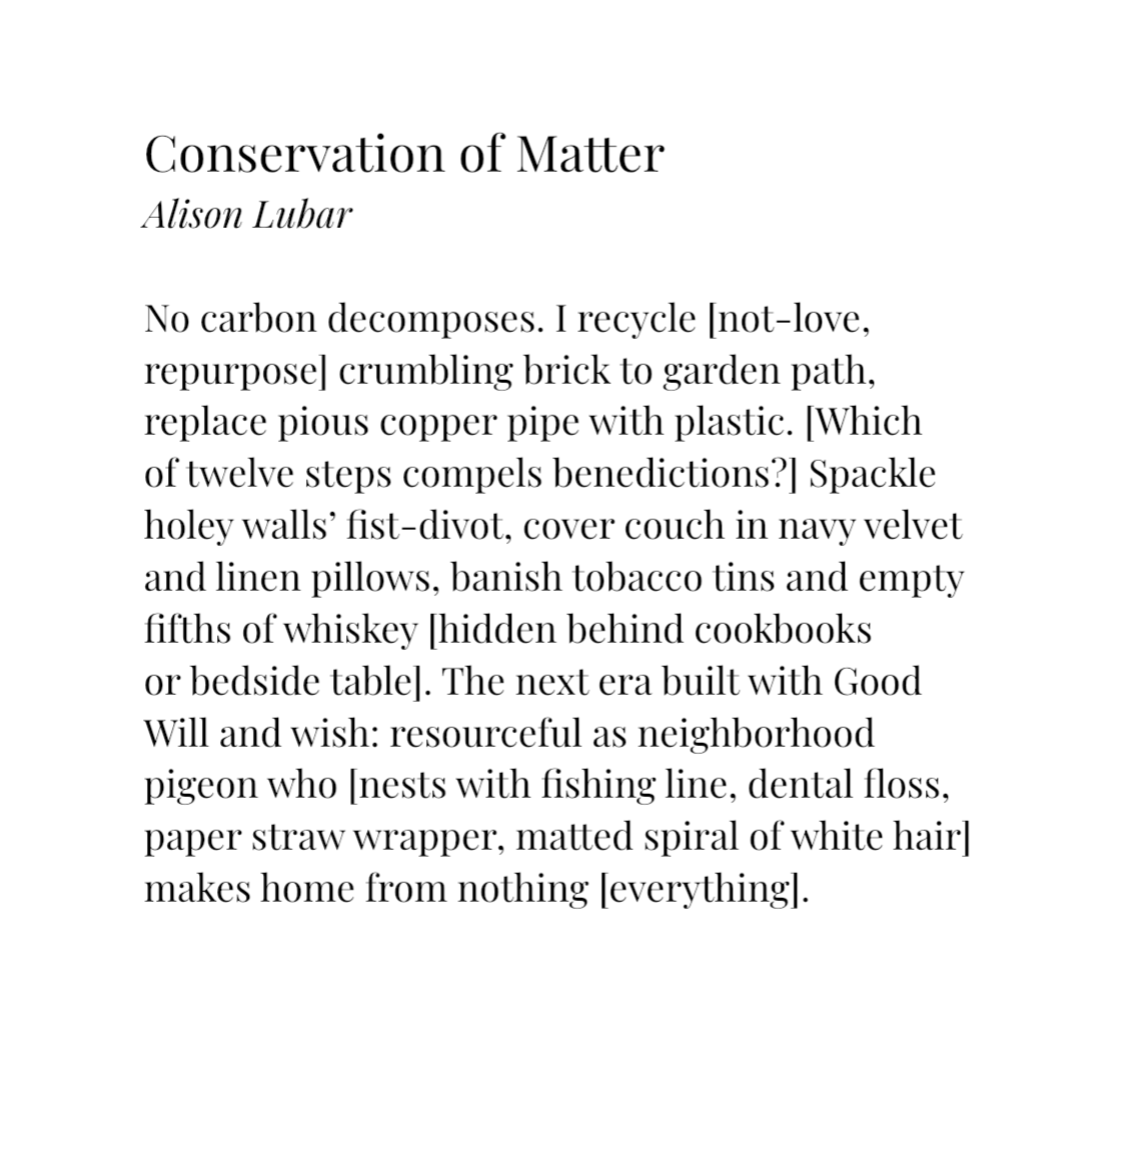 Conservation of Matter
Alison Lubar
No carbon decomposes. I recycle [not-love,
repurpose] crumbling brick to garden path,
replace pious copper pipe with plastic. [Which
of twelve steps compels benedictions?] Spackle
holey walls’ fist-divot, cover couch in navy velvet
and linen pillows, banish tobacco tins and empty
fifths of whiskey [hidden behind cookbooks
or bedside table]. The next era built with Good
Will and wish: resourceful as neighborhood
pigeon who [nests with fishing line, dental floss,
paper straw wrapper, matted spiral of white hair]
makes home from nothing [everything].